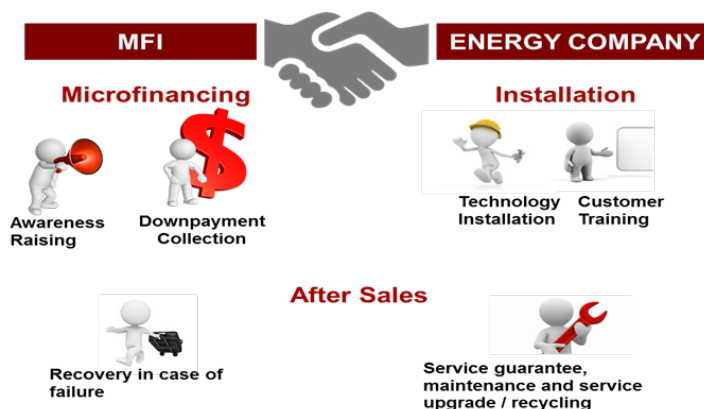 MFI
ENERGY COMPANY
Microfinancing
Installation
Awareness
Raising
Downpayment
Collection
Technology
Installation
Customer
Training
After Sales
Recovery in case of
failure
Service guarantee,
maintenance and service
upgrade / recycling